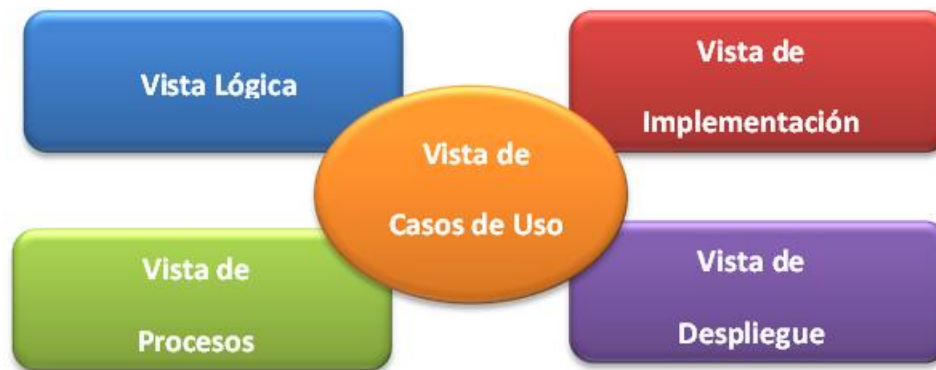 Vista Lógica
Vista de
Implementación
Vista de
Casos de Uso
Vista de
Procesos
Vista de
Despliegue